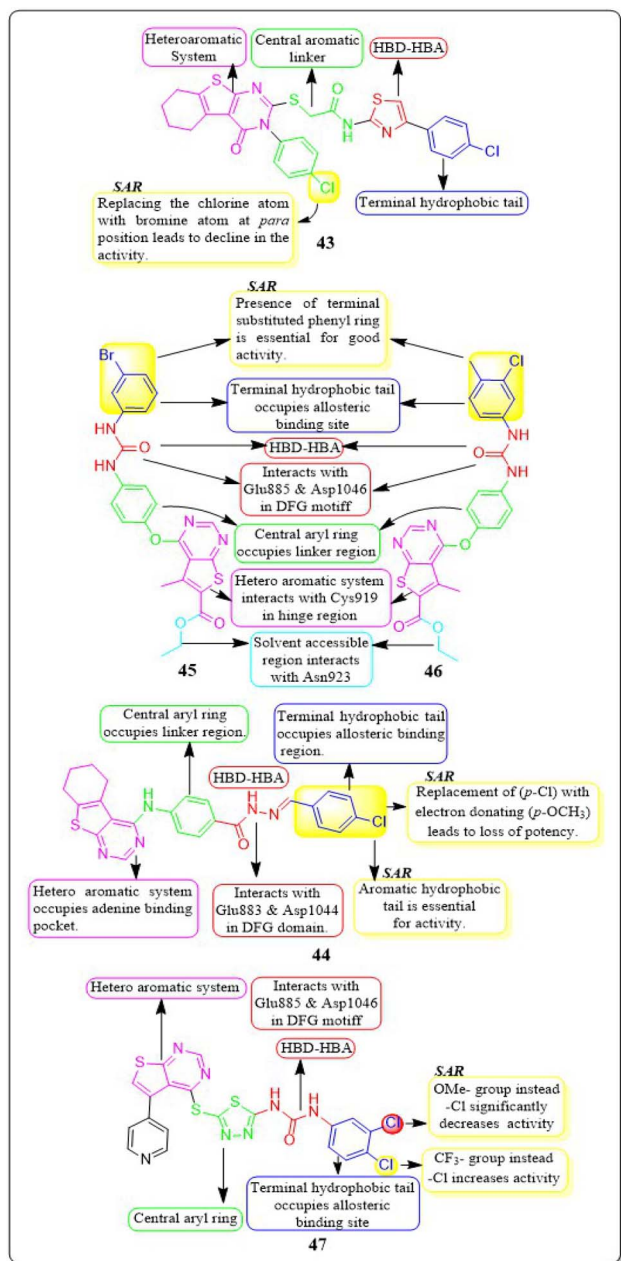 Heteroaromatic
System
Central aromatic
linker
HBD-HBA
S
N
S
O
S
N
O
N
H
N
Cl
Cl
Terminal hydrophobic tail
SAR
Replacing the chlorine atom
with bromine atom at para
position leads to decline in the
activity.
43
SAR
Presence of terminal
substituted phenyl ring
is essential for good
activity.
Br
Cl
Terminal hydrophobic tail
occupies allosteric
binding site
HN
O
HN
NH
O
NH
HBD-HBA
Interacts with
Glu885 & Asp1046
in DFG motiff
Central aryl ring
occupies linker region
N
N
O
S
O
O
N
N
O
S
O
O
Hetero aromatic system
interacts with Cys919
in hinge region
Solvent accessible
region interacts
with Asn923
45
46
Central aryl ring
occupies linker region.
Terminal hydrophobic tail
occupies allosteric binding
region.
HBD-HBA
SAR
Replacement of (p-Cl) with
electron donating (p-OCH3)
leads to loss of potency.
H
N
S
N
N
O
H
N
N
Cl
Hetero aromatic system
occupies adenine binding
pocket.
Interacts with
Glu883 & Asp1044
in DFG domain.
SAR
Aromatic hydrophobic
tail is essential
for activity.
44
Hetero aromatic system
Interacts with
Glu885 & Asp1046
in DFG motiff
HBD-HBA
S
N
N
S
S
N
N
H
N
O
H
N
N
Cl
Cl
SAR
OMe- group instead
-Cl significantly
decreases activity
CF3- group instead
-Cl increases activity
Central aryl ring
Terminal hydrophobic tail
occupies allosteric
binding site
47